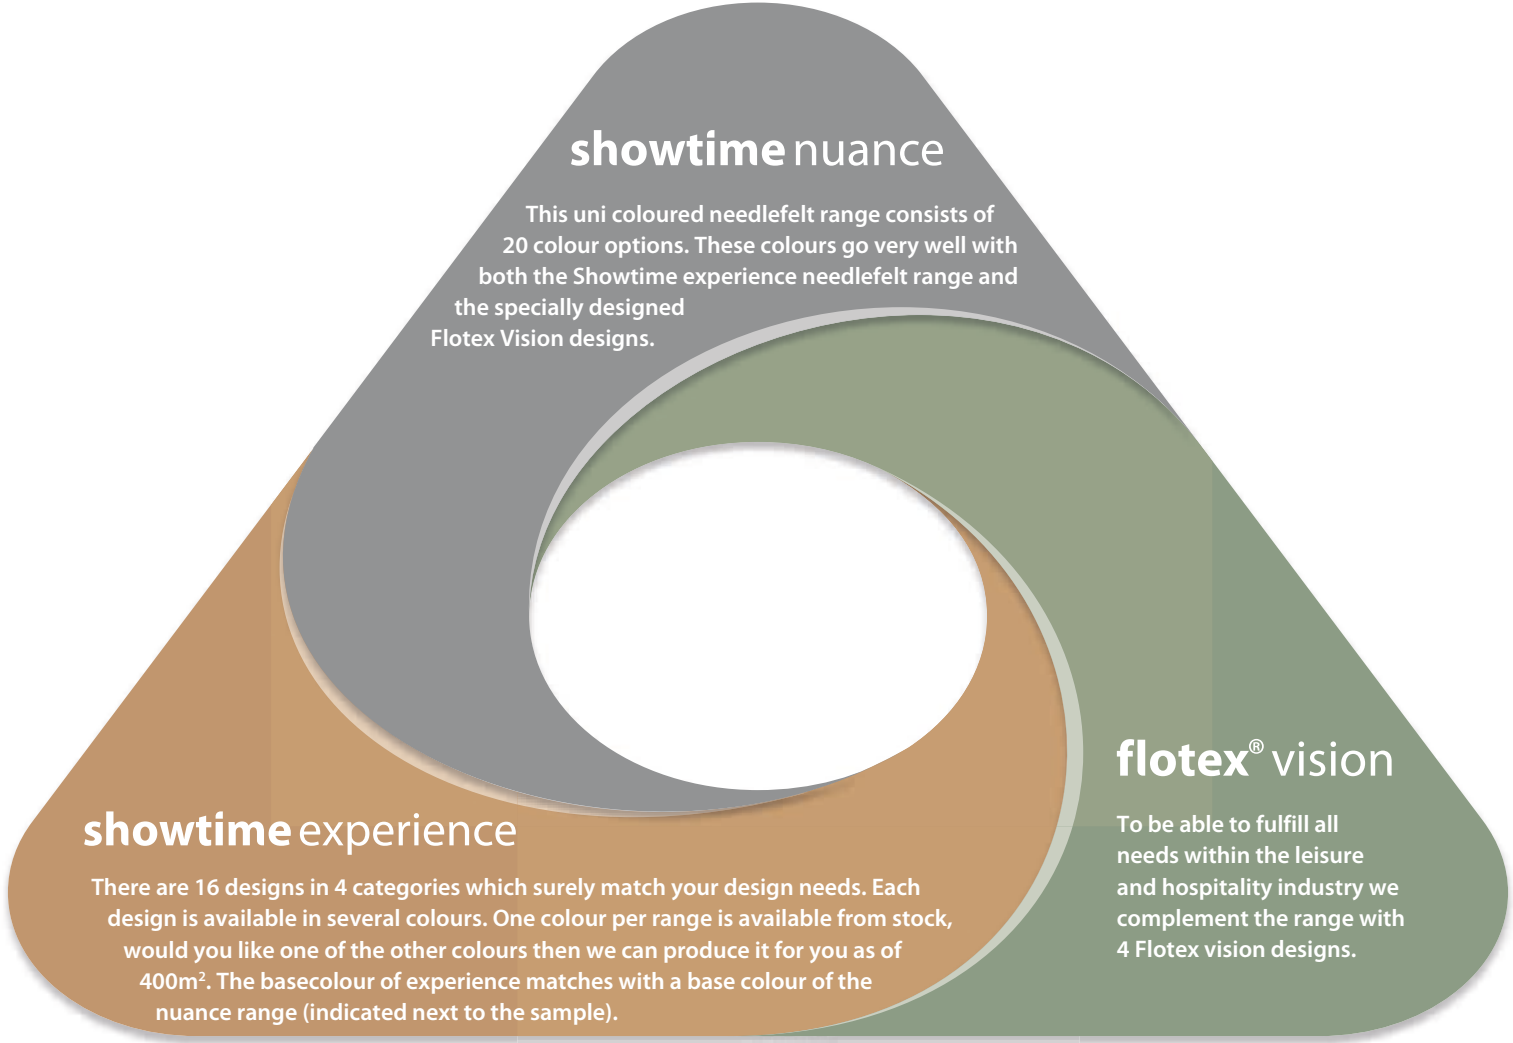 showtime nuance
This uni coloured needlefelt range consists of
20 colour options. These colours go very well with
both the Showtime experience needlefelt range and
the specially designed
Flotex Vision designs.
flotex® vision
To be able to fulfill all
needs within the leisure
and hospitality industry we
complement the range with
4 Flotex vision designs.
showtime experience
There are 16 designs in 4 categories which surely match your design needs. Each
design is available in several colours. One colour per range is available from stock,
would you like one of the other colours then we can produce it for you as of
400m². The basecolour of experience matches with a base colour of the
nuance range (indicated next to the sample).